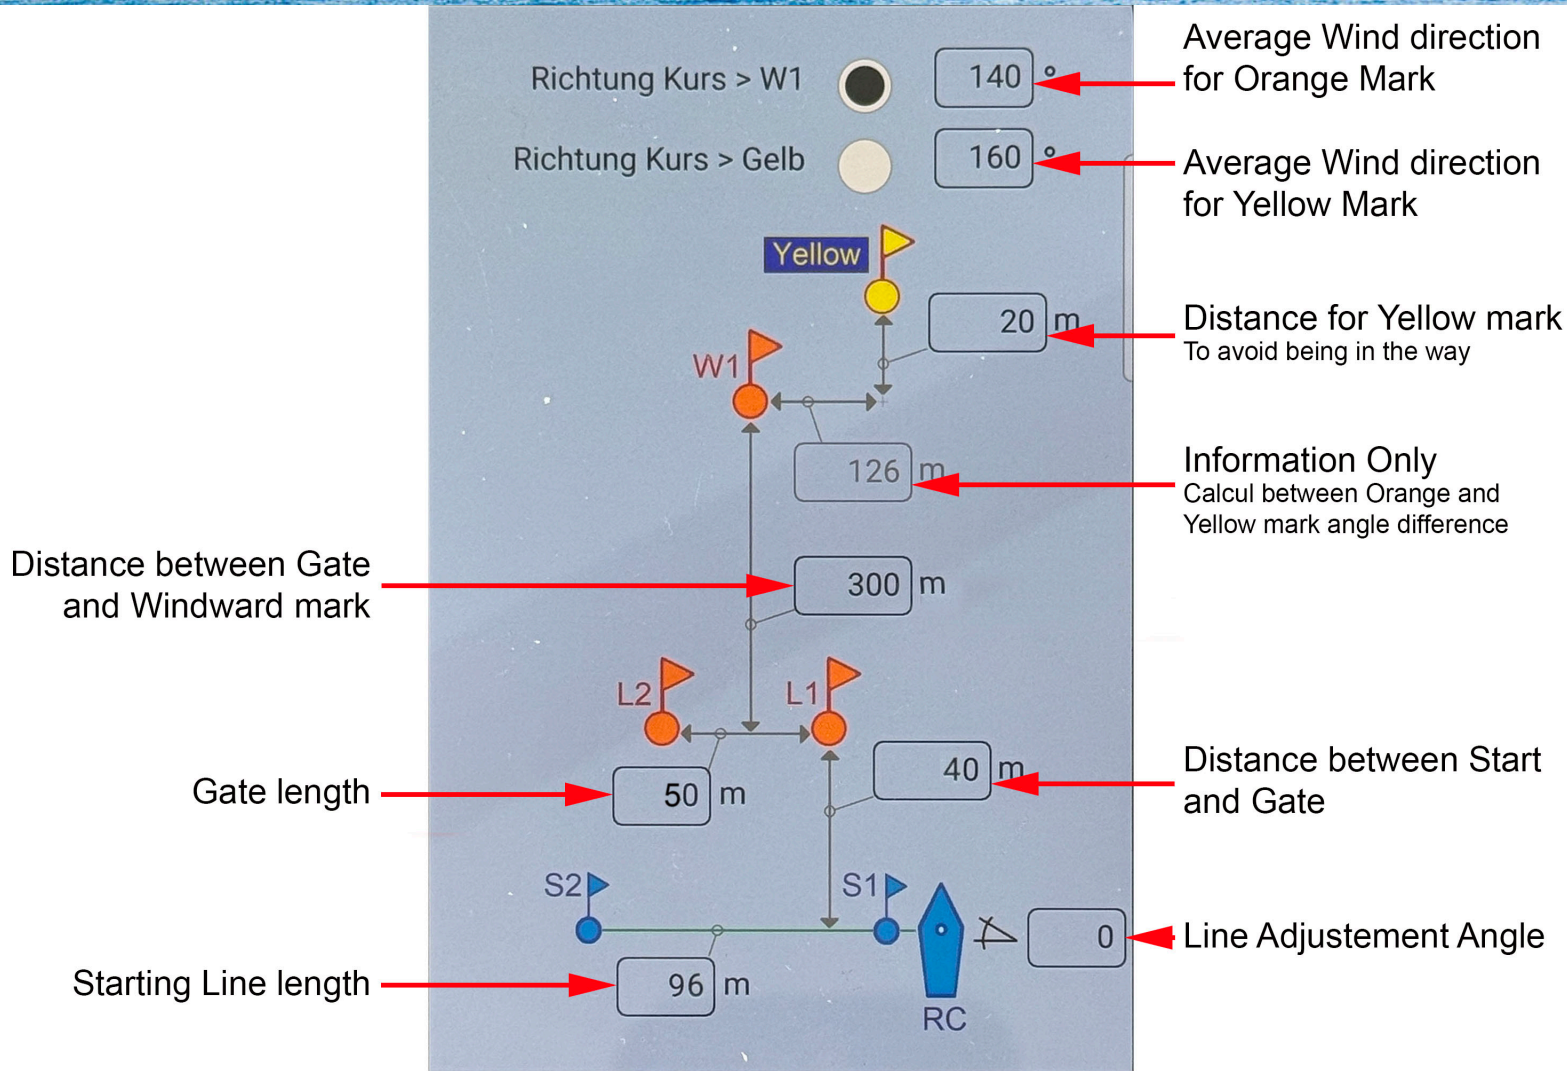 Richtung Kurs > W1
140 °
Average Wind direction
for Orange Mark
Richtung Kurs > Gelb
160 °
Average Wind direction
for Yellow Mark
Yellow
20 m
Distance for Yellow mark
To avoid being in the way
W1
126 m
Information Only
Calcul between Orange and
Yellow mark angle difference
Distance between Gate
and Windward mark
300 m
L2
L1
Gate length
50 m
40 m
Distance between Start
and Gate
S2
S1
0
Line Adjustement Angle
Starting Line length
96 m
RC